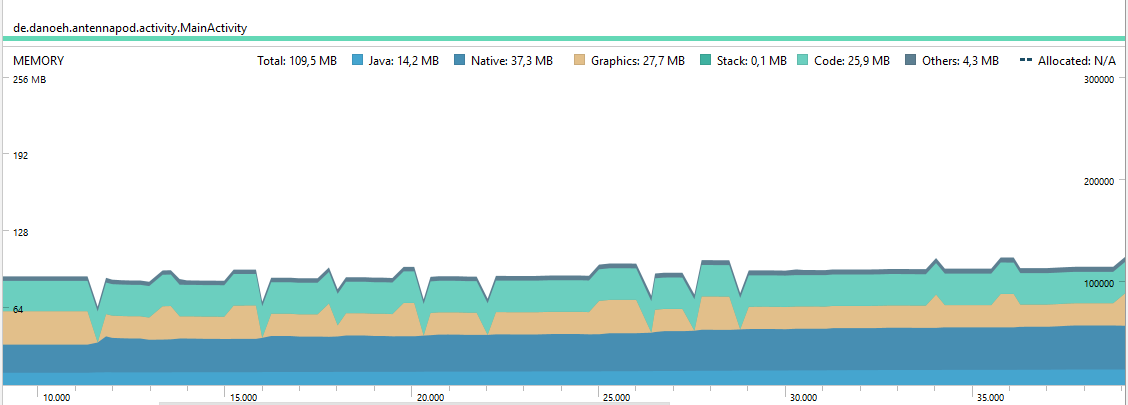 de.danoeh.antennapod.activity.MainActivity
MEMORY Total: 109,5 MB Java: 14,2 MB Native: 37,3 MB Graphics: 27,7 MB Stack: 0,1 MB Code: 25,9 MB Others: 4,3 MB Allocated: N/A
256 MB 300000
192
200000
128
100000
64
10.000 15.000 20.000 25.000 30.000 35.000